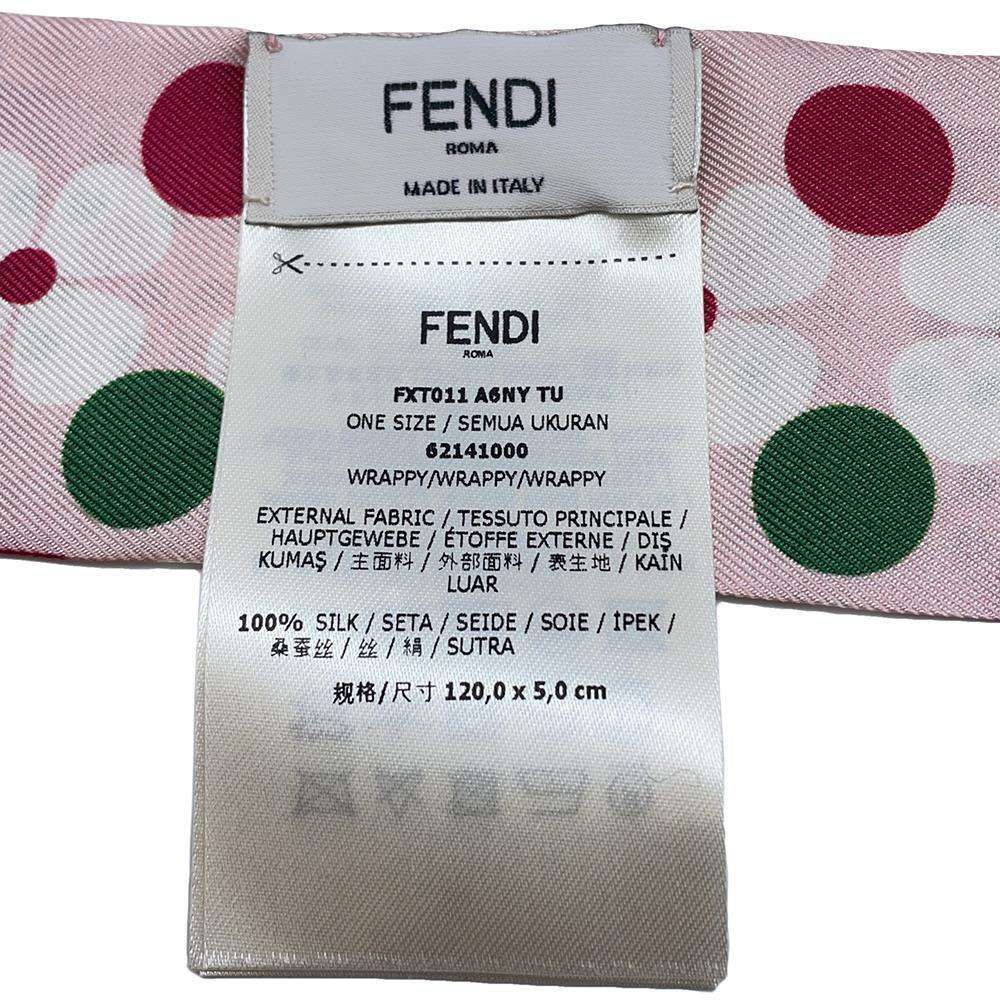 FENDI
ROMA
MADE IN ITALY
FENDI
ROMA
FXT011 A6NY TU
ONE SIZE / SEMUA UKURAN
62141000
WRAPPY/WRAPPY/WRAPPY
EXTERNAL FABRIC / TESSUTO PRINCIPALE /
HAUPTGEWEBE / ÉTOFFE EXTERNE / DIŞ
KUMAŞ / 主面料 / 外部面料 / 表生地 / KAIN
LUAR
100% SILK / SETA / SEIDE / SOIE / İPEK /
桑蚕丝 / 丝 / 絹 / SUTRA
规格/尺寸 120,0 x 5,0 cm